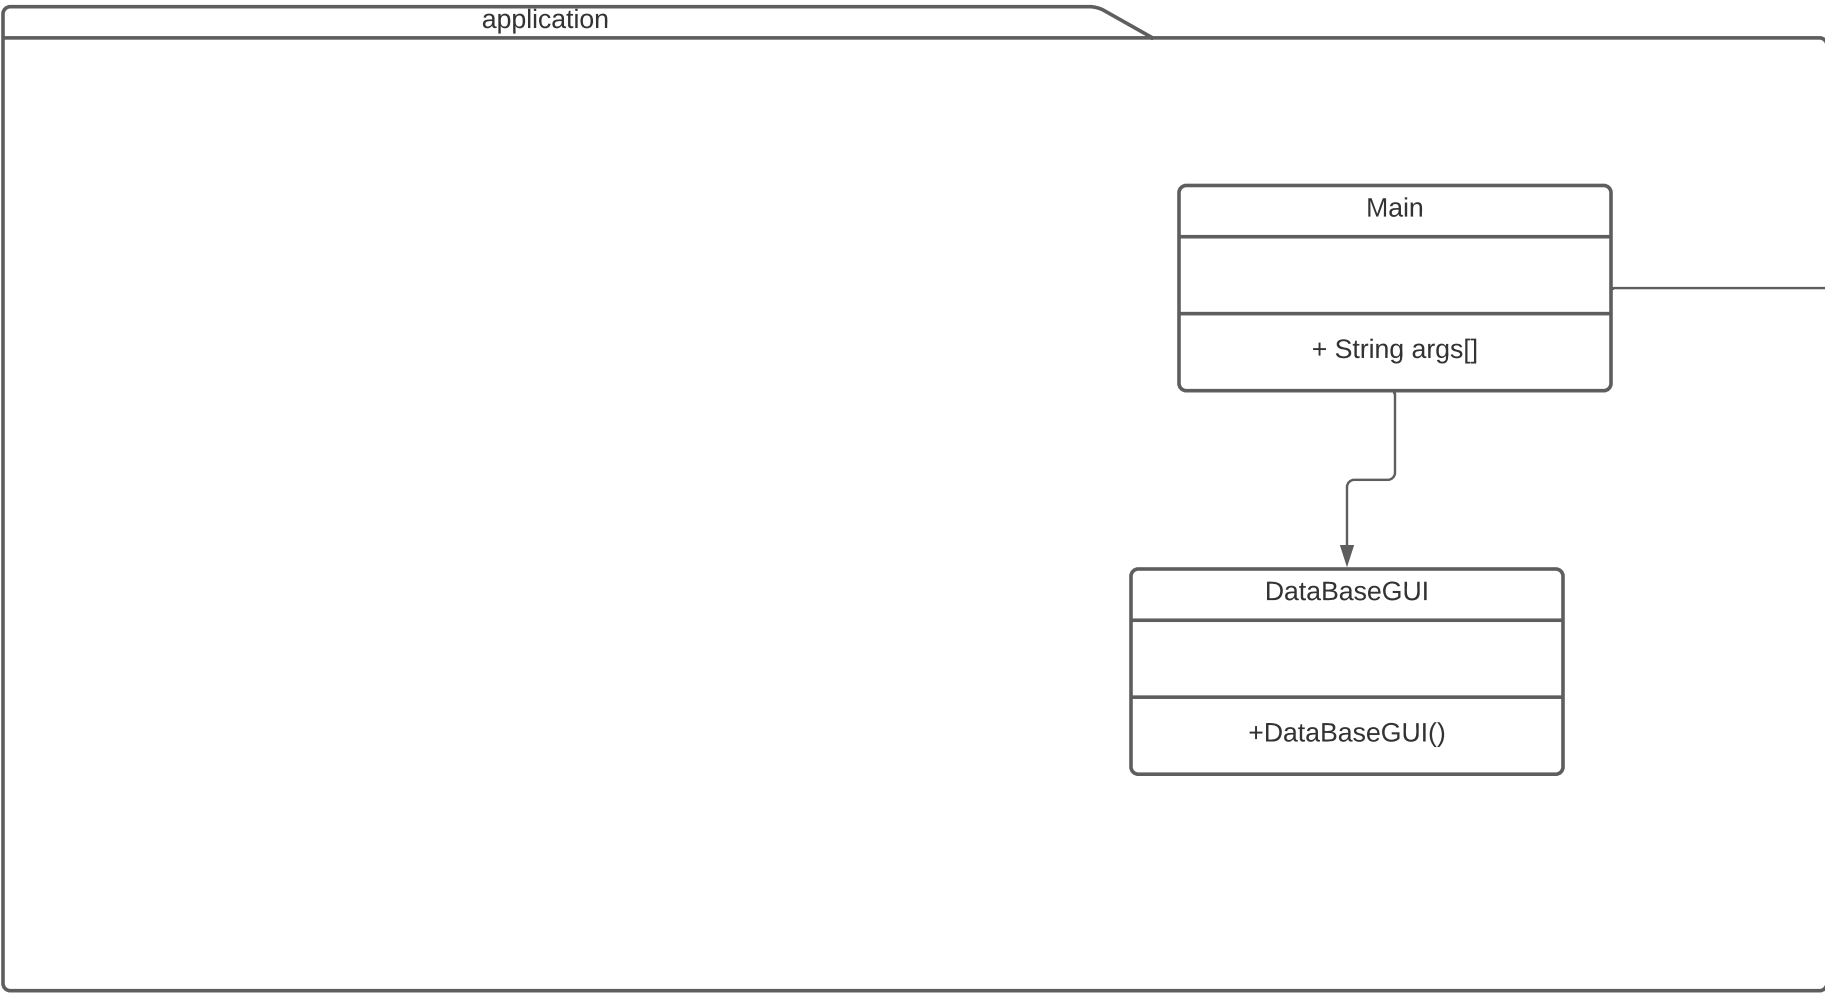 application
Main
+ String args[]
DataBaseGUI
+DataBaseGUI()